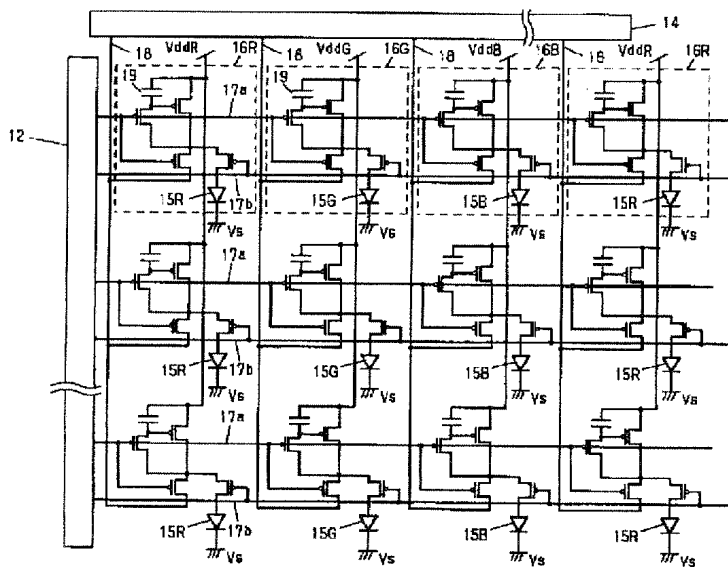 14
18 VddR 16R 18 VddG 16G 18 VddB 16B 18 VddR 16R
19 17a 19
12
15R 17b 15G 15B 15R
Vs Vs Vs Vs
17a
15R 17b 15G 15B 15R
Vs Vs Vs Vs
17a
15R 17b 15G 15B 15R
Vs Vs Vs Vs